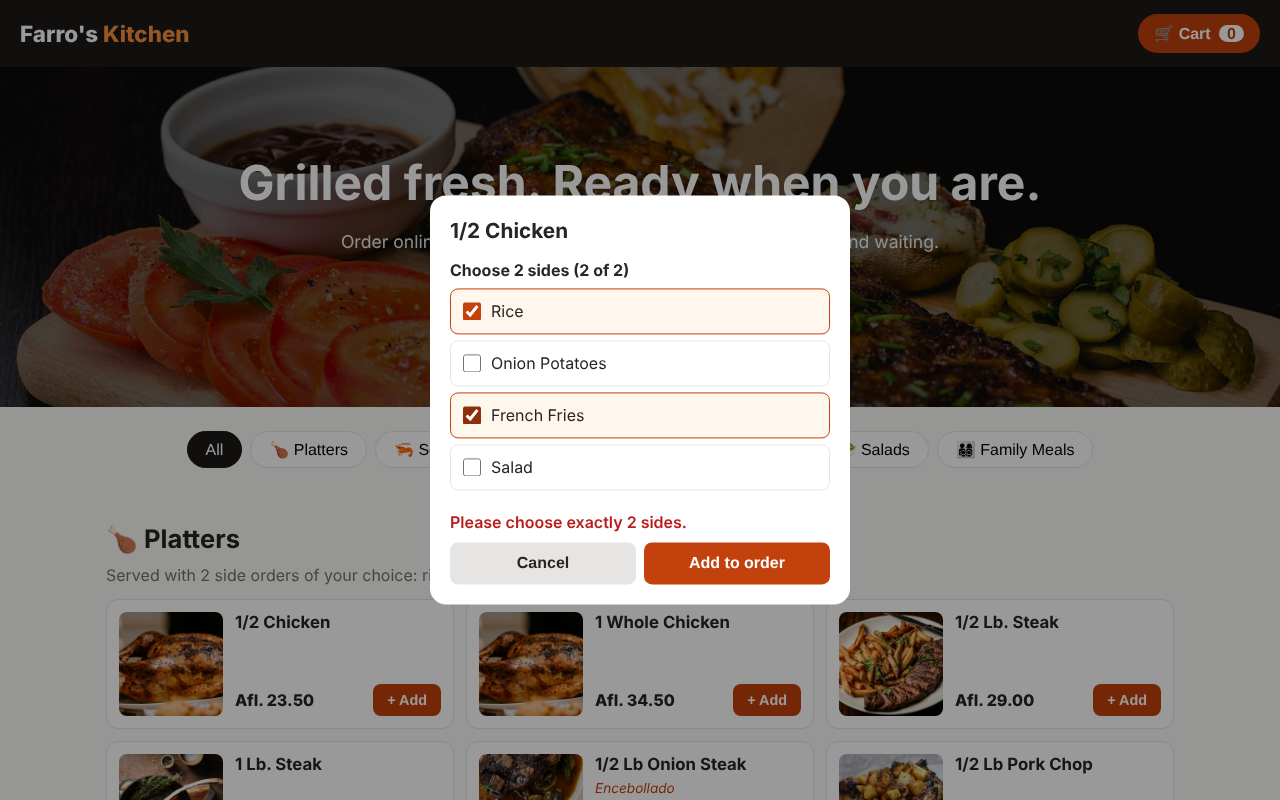 Farro's Kitchen
Cart 0
Grilled fresh. Ready when you are.
Order onlin
nd waiting.
1/2 Chicken
Choose 2 sides (2 of 2)
Rice
Onion Potatoes
French Fries
Salad
Please choose exactly 2 sides.
Cancel Add to order
All Platters S Salads Family Meals
Platters
Served with 2 side orders of your choice: ri
1/2 Chicken
Afl. 23.50 + Add
1 Whole Chicken
Afl. 34.50 + Add
1/2 Lb. Steak
Afl. 29.00 + Add
1 Lb. Steak
1/2 Lb Onion Steak
Encebollado
1/2 Lb Pork Chop